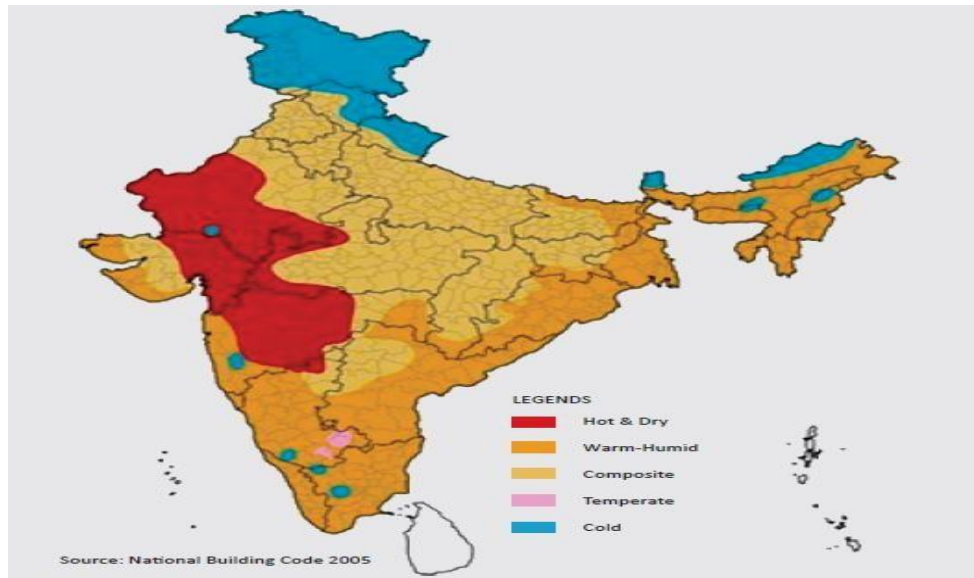 LEGENDS
Hot & Dry
Warm-Humid
Composite
Temperate
Cold
Source: National Building Code 2005